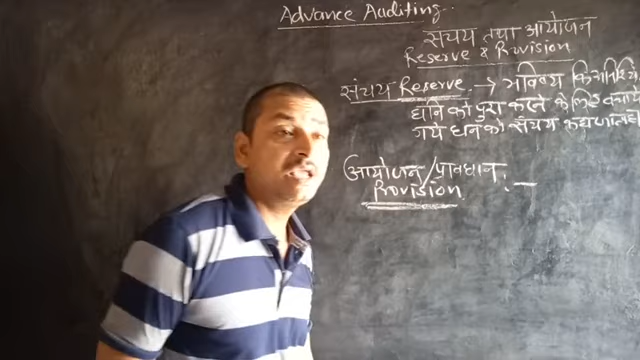 Advance Auditing..
संचय तथा आयोजन
Reserve & Provision
संचय Reserve → भविष्य कि
को पुरा करने के लिए बनाये
गये धन को संचय
आयोजन/प्रावधान:—
Provision